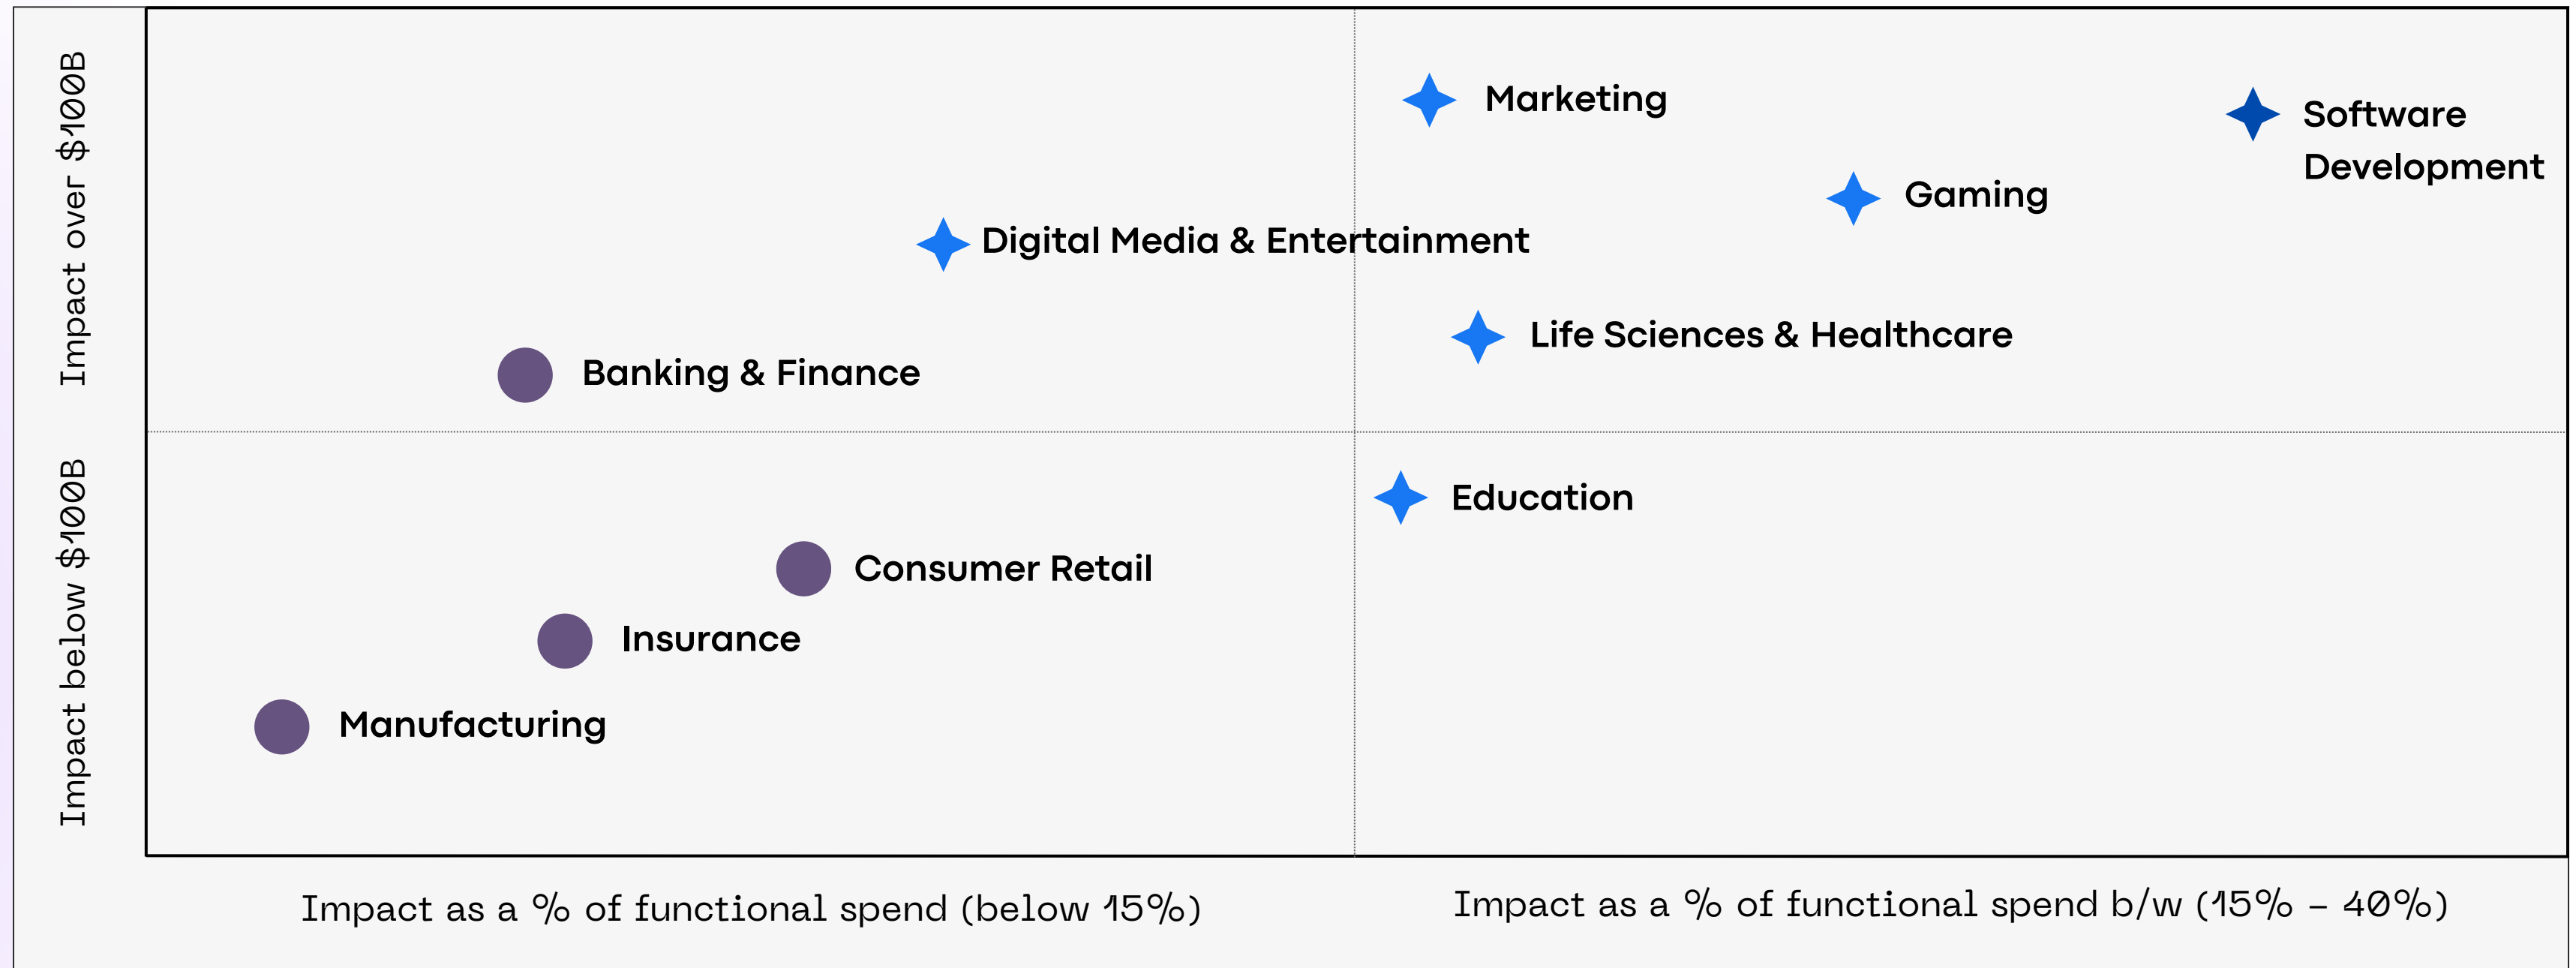 Impact over $100B
Marketing
Software
Development
Gaming
Digital Media & Entertainment
Life Sciences & Healthcare
Banking & Finance
Impact below $100B
Education
Consumer Retail
Insurance
Manufacturing
Impact as a % of functional spend (below 15%)
Impact as a % of functional spend b/w (15% – 40%)